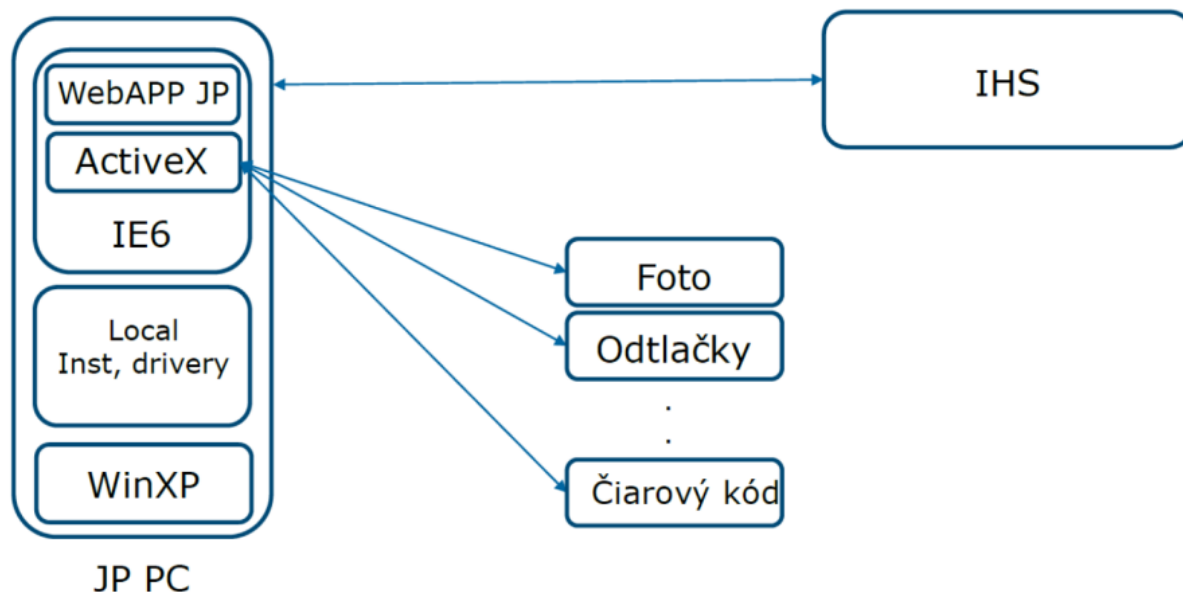 WebAPP JP
ActiveX
IE6
Local
Inst, drivery
WinXP
JP PC
IHS
Foto
Odtlačky
.
.
Čiarový kód